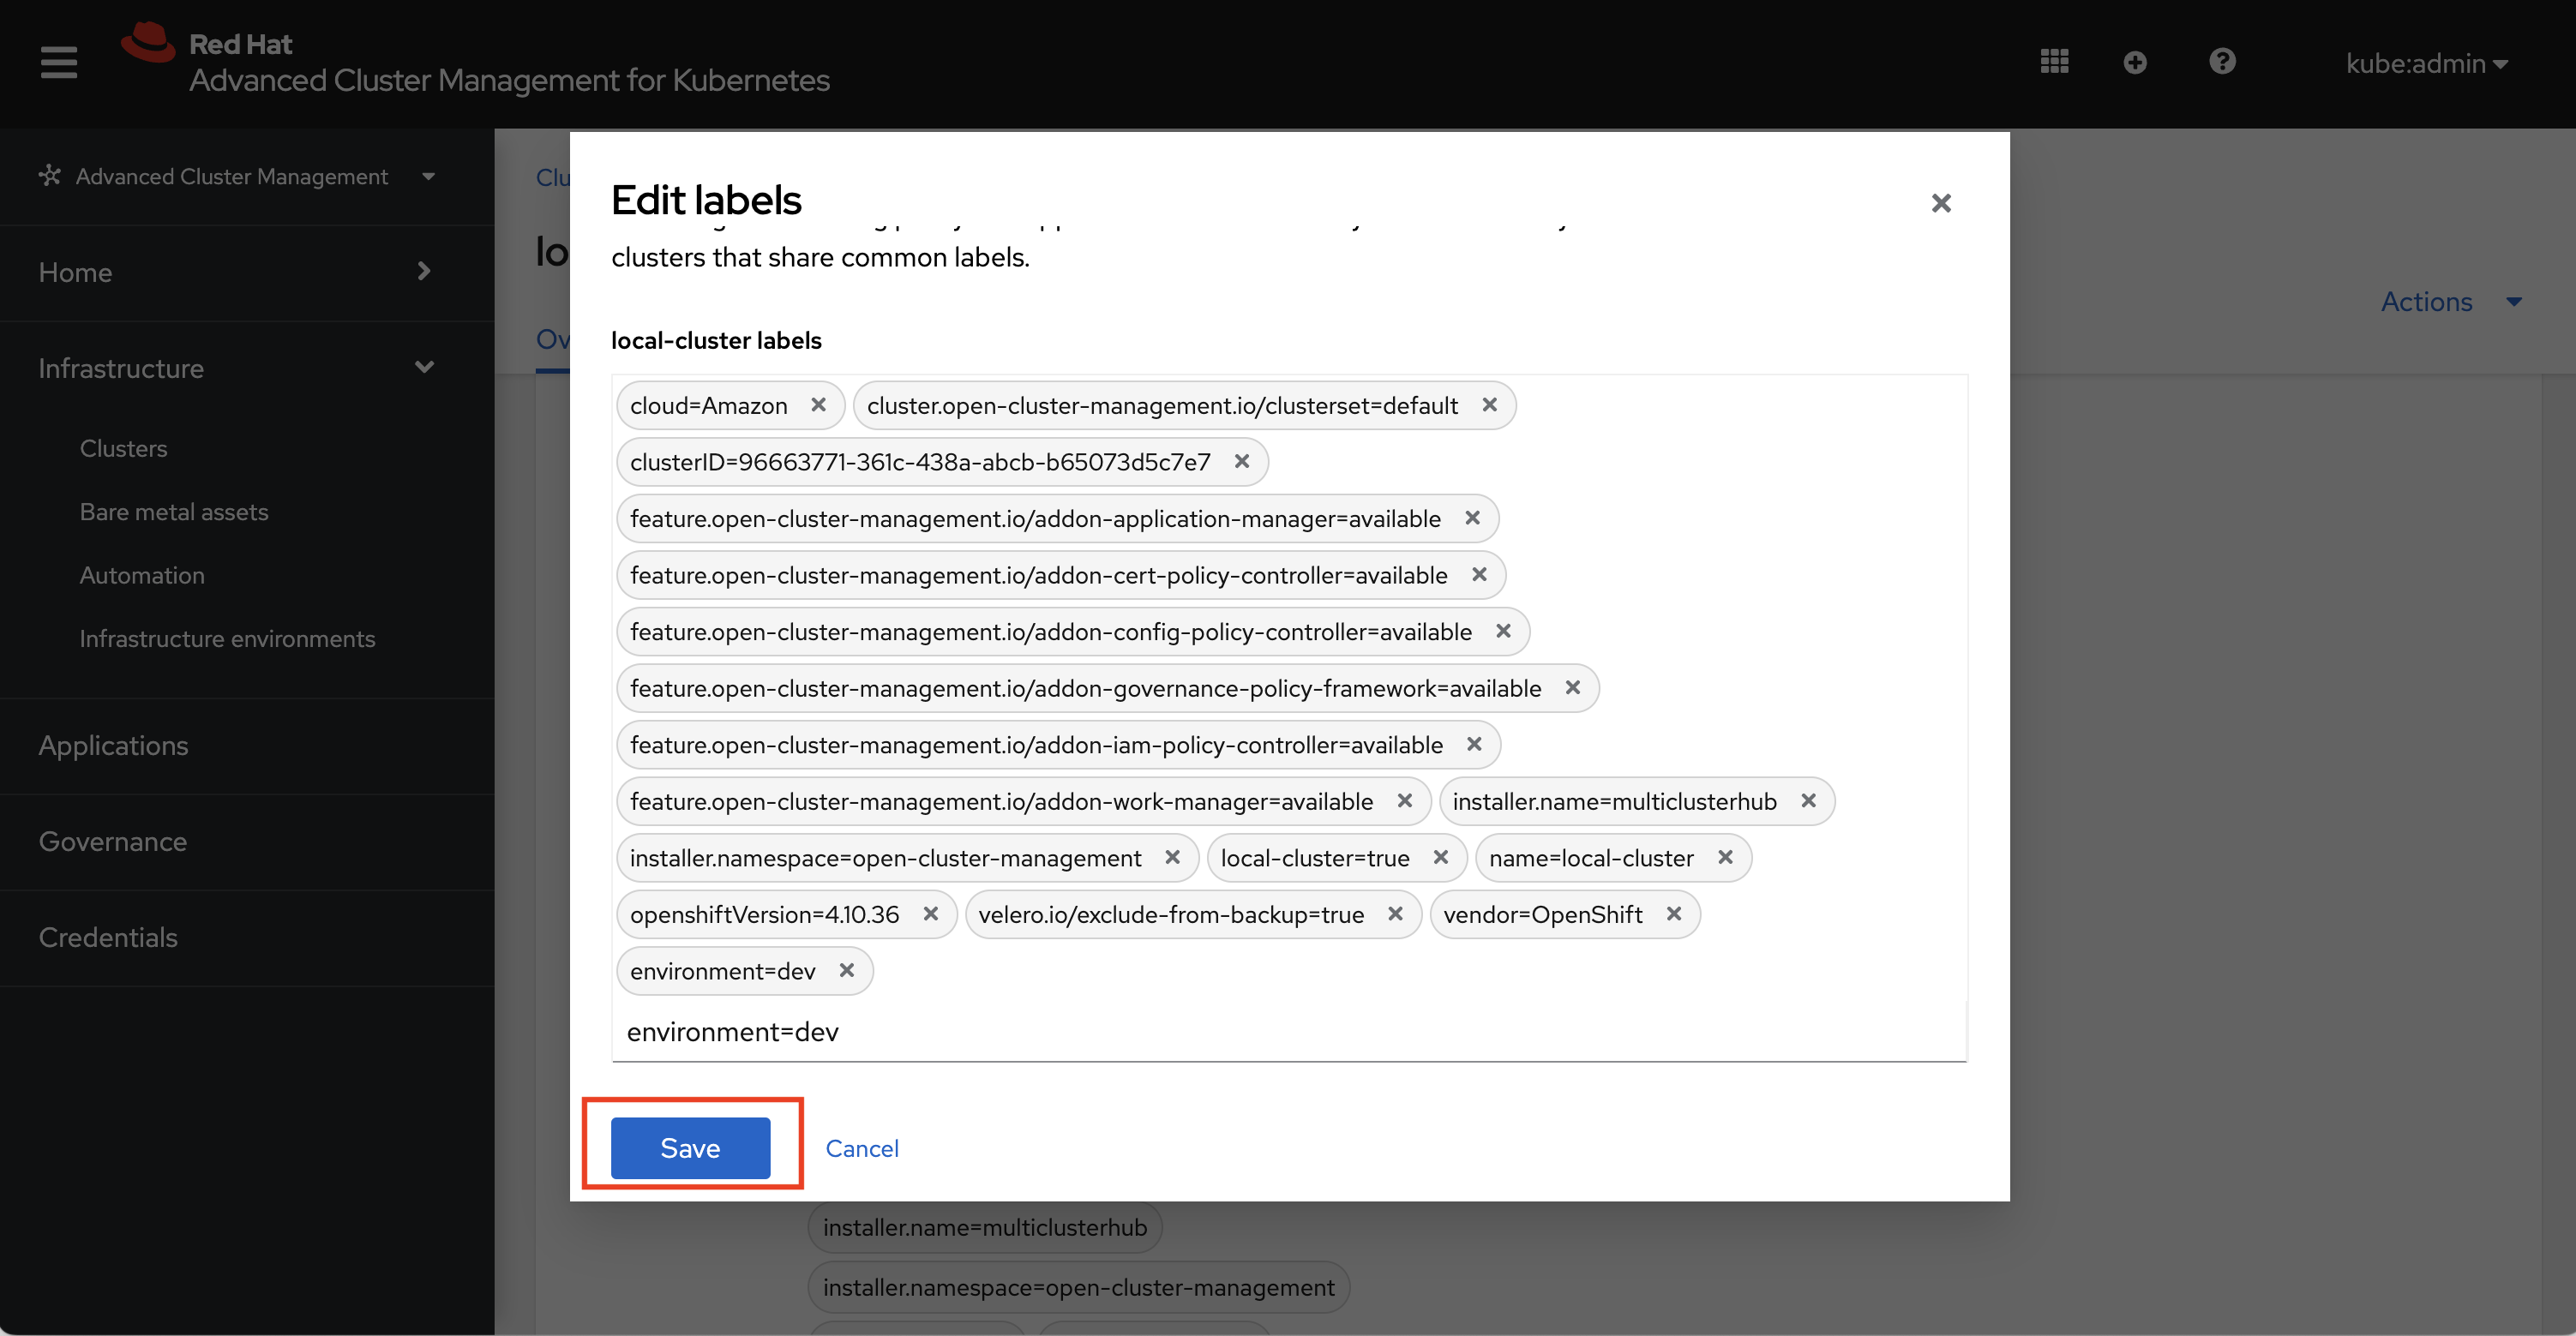 Red Hat
Advanced Cluster Management for Kubernetes
kube:admin
Advanced Cluster Management
Home
Infrastructure
Clusters
Bare metal assets
Automation
Infrastructure environments
Applications
Governance
Credentials
Clu
lo
Ov
Actions
Edit labels
clusters that share common labels.
local-cluster labels
cloud=Amazon cluster.open-cluster-management.io/clusterset=default
clusterID=96663771-361c-438a-abcb-b65073d5c7e7
feature.open-cluster-management.io/addon-application-manager=available
feature.open-cluster-management.io/addon-cert-policy-controller=available
feature.open-cluster-management.io/addon-config-policy-controller=available
feature.open-cluster-management.io/addon-governance-policy-framework=available
feature.open-cluster-management.io/addon-iam-policy-controller=available
feature.open-cluster-management.io/addon-work-manager=available installer.name=multiclusterhub
installer.namespace=open-cluster-management local-cluster=true name=local-cluster
openshiftVersion=4.10.36 velero.io/exclude-from-backup=true vendor=OpenShift
environment=dev
environment=dev
Save Cancel
installer.name=multiclusterhub
installer.namespace=open-cluster-management